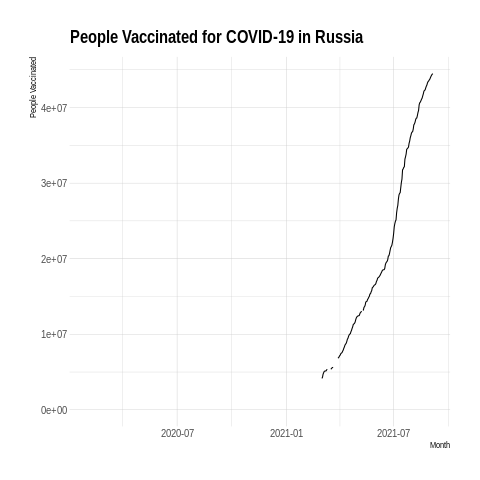 People Vaccinated for COVID-19 in Russia
People Vaccinated
4e+07
3e+07
2e+07
1e+07
0e+00
2020-07 2021-01 2021-07
Month